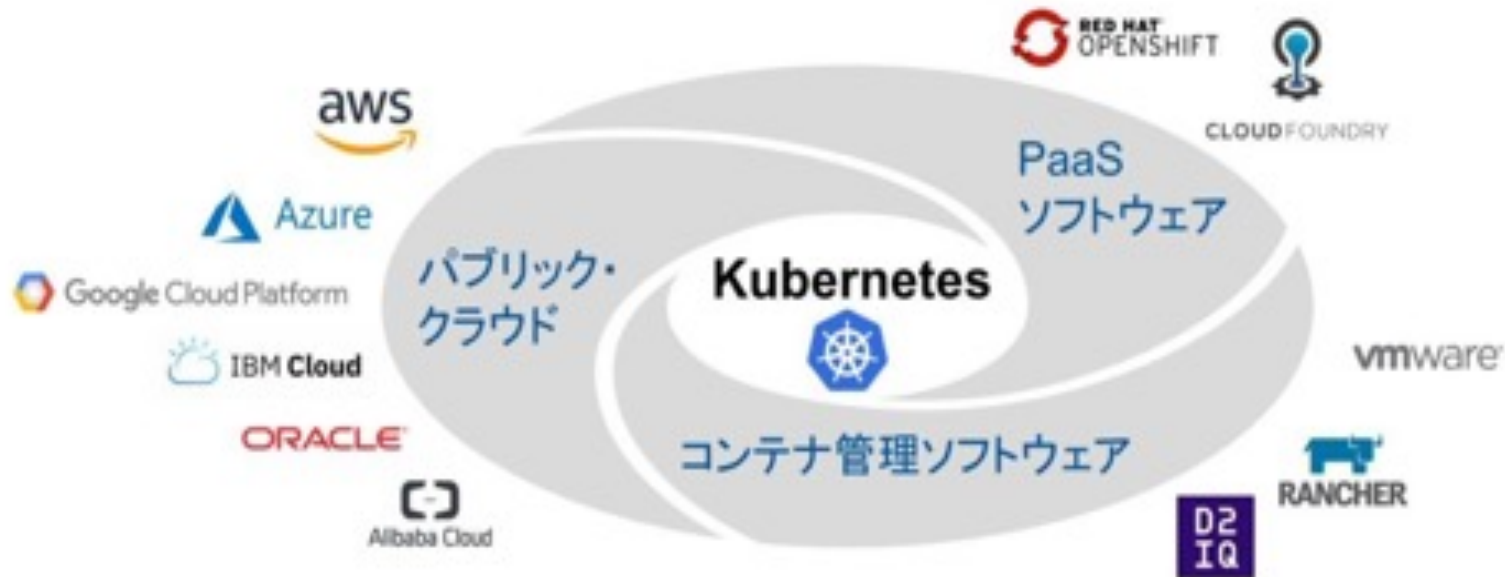 RED HAT
OPENSHIFT
CLOUD FOUNDRY
aws
PaaS
ソフトウェア
Azure
パブリック・
クラウド
Kubernetes
Google Cloud Platform
IBM Cloud
vmware
ORACLE
コンテナ管理ソフトウェア
RANCHER
Alibaba Cloud
D2
IQ